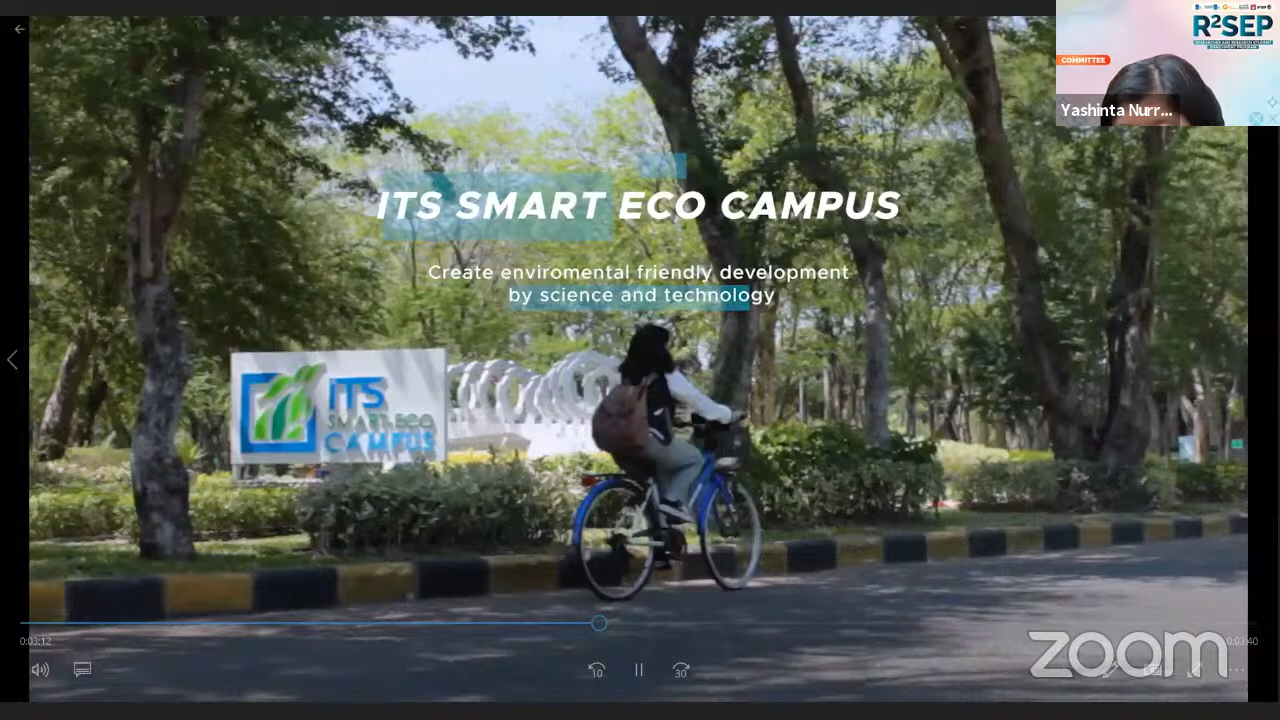 R²SEP
COMMITTEE
Yashinta Nurr...
ITS SMART ECO CAMPUS
Create enviromental friendly development
by science and technology
ITS
SMART-ECO
CAMPUS
0:03:12
0:03:40
10
30
zoom